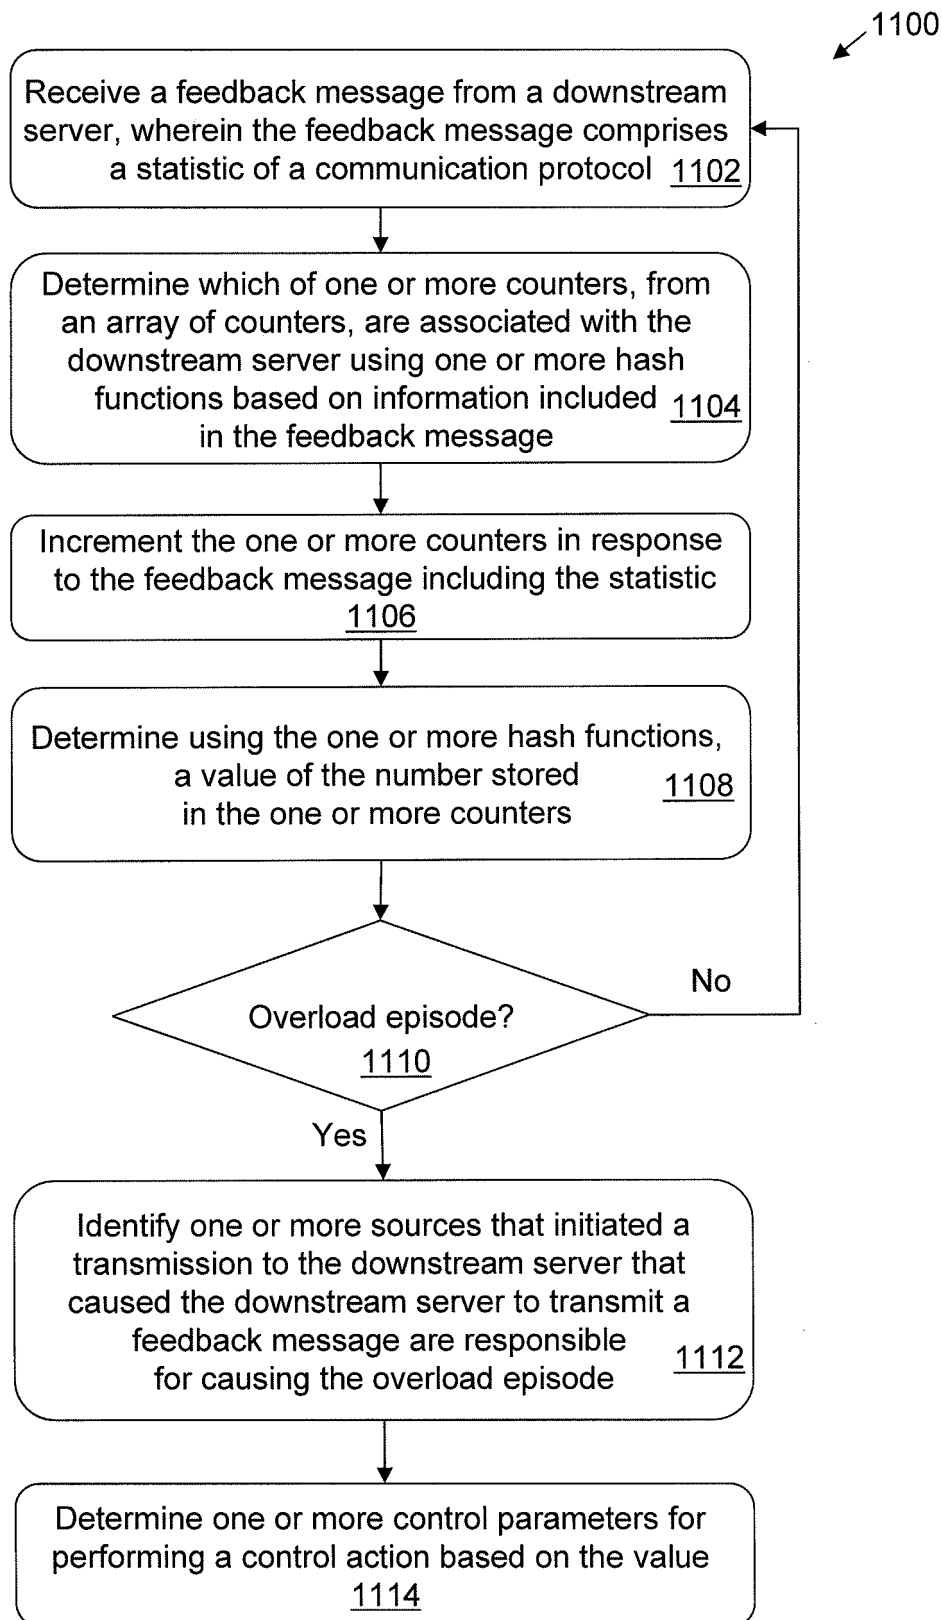 1100
Receive a feedback message from a downstream
server, wherein the feedback message comprises
a statistic of a communication protocol 1102
Determine which of one or more counters, from
an array of counters, are associated with the
downstream server using one or more hash
functions based on information included 1104
in the feedback message
Increment the one or more counters in response
to the feedback message including the statistic
1106
Determine using the one or more hash functions,
a value of the number stored 1108
in the one or more counters
No
Overload episode?
1110
Yes
Identify one or more sources that initiated a
transmission to the downstream server that
caused the downstream server to transmit a
feedback message are responsible 1112
for causing the overload episode
Determine one or more control parameters for
performing a control action based on the value
1114